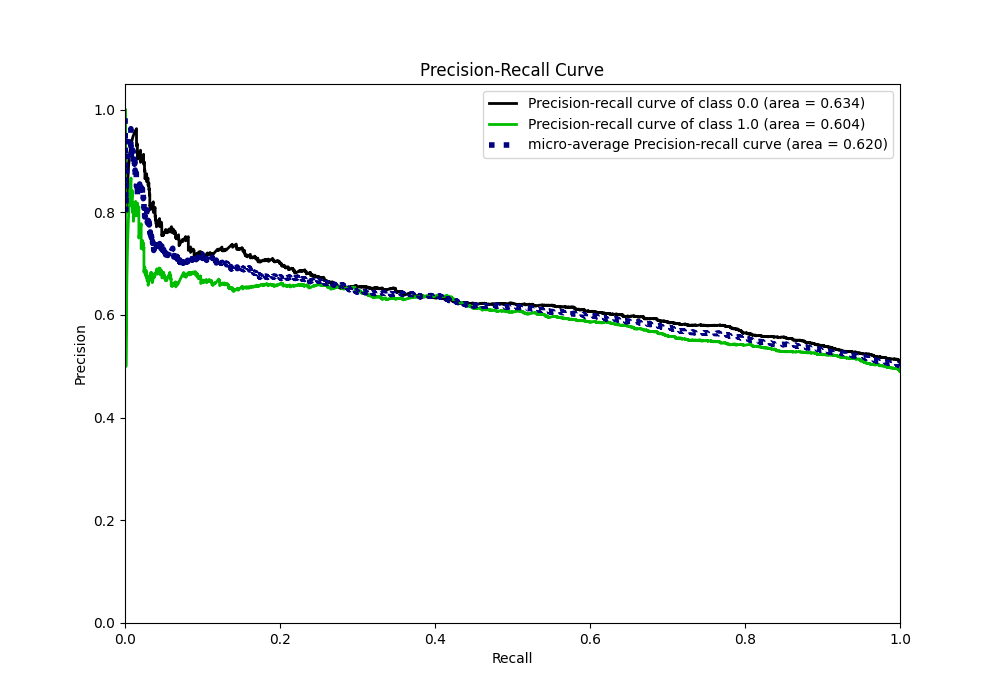 Precision-Recall Curve
Precision-recall curve of class 0.0 (area = 0.634)
Precision-recall curve of class 1.0 (area = 0.604)
micro-average Precision-recall curve (area = 0.620)
1.0
0.8
0.6
0.4
0.2
0.0
Precision
0.0 0.2 0.4 0.6 0.8 1.0
Recall